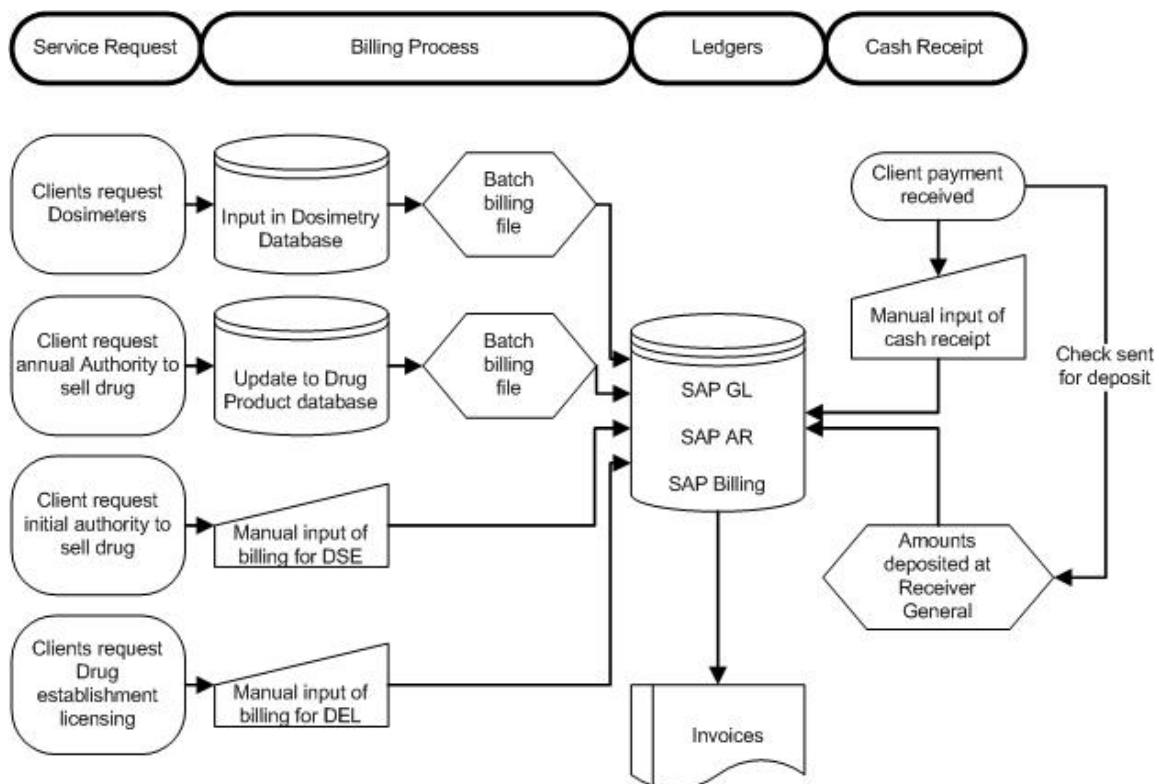 Service Request
Billing Process
Ledgers
Cash Receipt
Clients request
Dosimeters
Input in Dosimetry
Database
Batch
billing
file
Client payment
received
Manual input of
cash receipt
Check sent
for deposit
Client request
annual Authority to
sell drug
Update to Drug
Product database
Batch
billing
file
SAP GL
SAP AR
SAP Billing
Client request
initial authority to
sell drug
Manual input of
billing for DSE
Amounts
deposited at
Receiver
General
Clients request
Drug
establishment
licensing
Manual input of
billing for DEL
Invoices